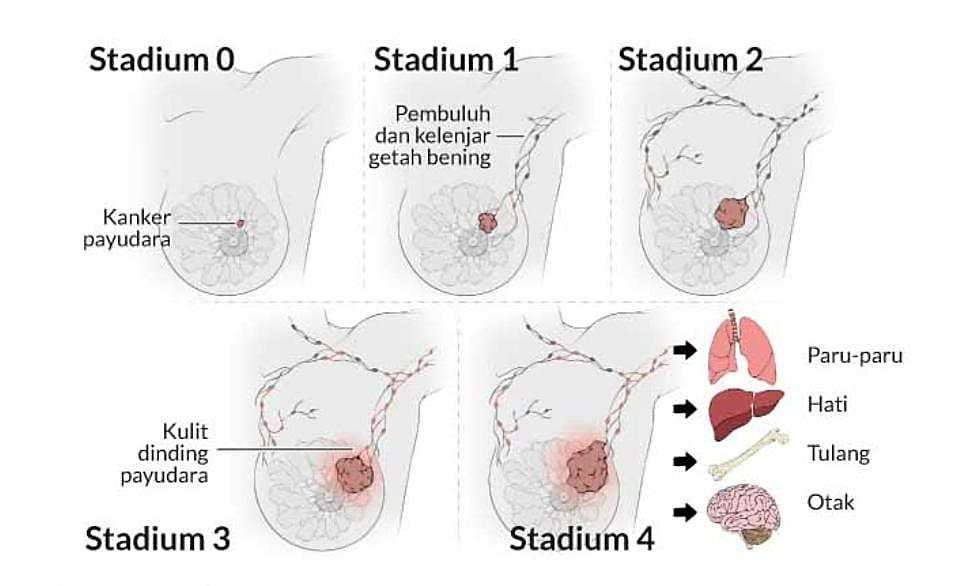 Stadium 0
Kanker
payudara
Stadium 1
Pembuluh
dan kelenjar
getah bening
Stadium 2
Kulit
dinding
payudara
Stadium 3
Stadium 4
Paru-paru
Hati
Tulang
Otak